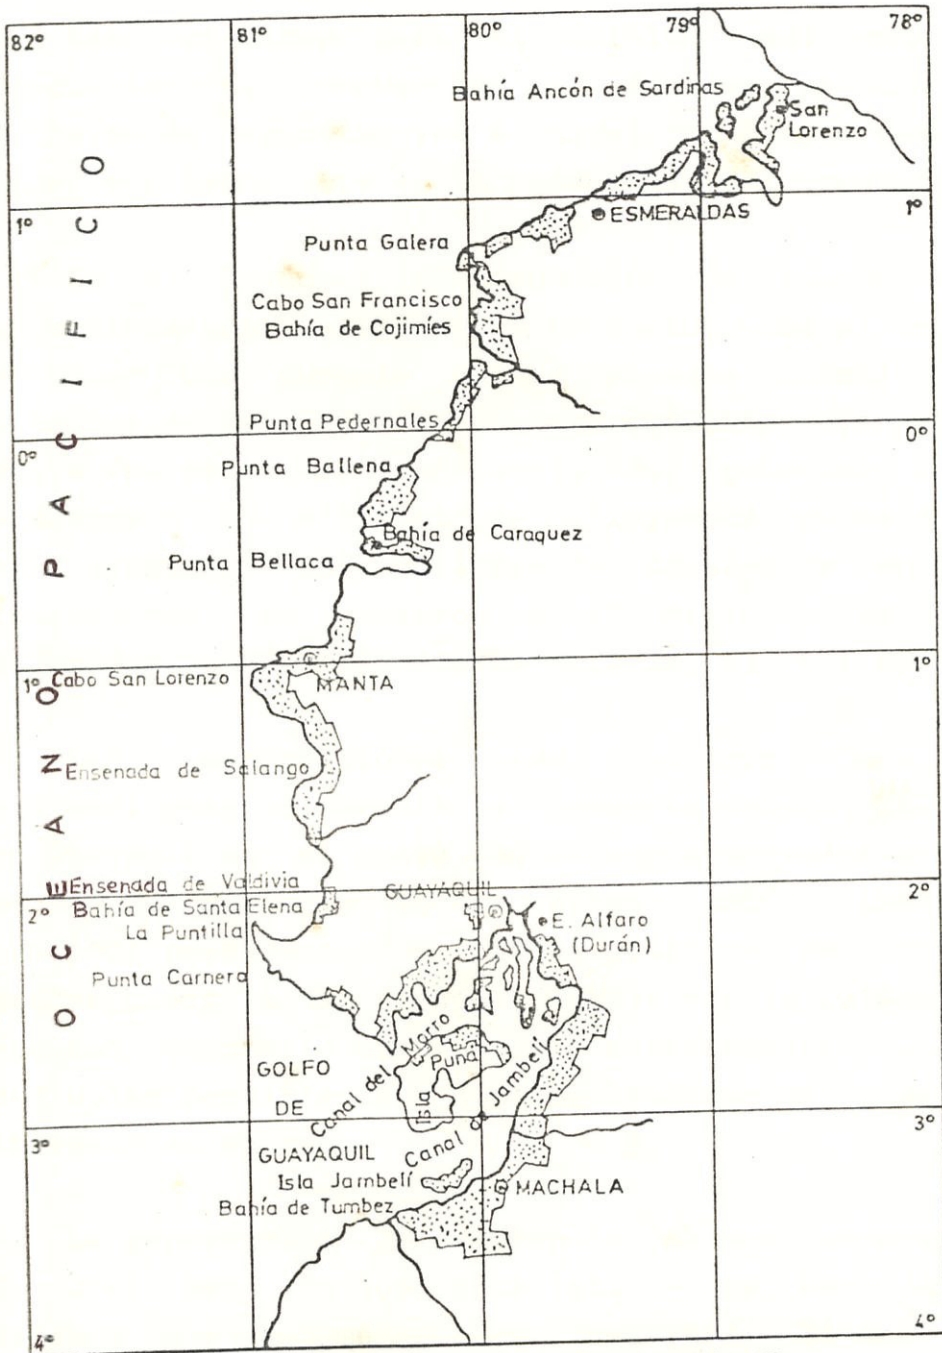 82°
81°
80°
79°
78°
Bahía Ancón de Sardinas
San
Lorenzo
1°
1°
ESMERALDAS
Punta Galera
Cabo San Francisco
Bahía de Cojimíes
Punta Pedernales
0°
0°
Punta Ballena
Bahía de Caraquez
Punta Bellaca
1°
1°
Cabo San Lorenzo
MANTA
Ensenada de Salango
OCEANO PACIFICO
Ensenada de Valdivia
GUAYAQUIL
2°
2°
Bahía de Santa Elena
E. Alfaro
(Durán)
La Puntilla
Punta Carnera
Canal del Morro
Isla Puná
Canal d Jambelí
GOLFO
DE
GUAYAQUIL
3°
3°
Isla Jambelí
MACHALA
Bahía de Tumbez
4°
4°